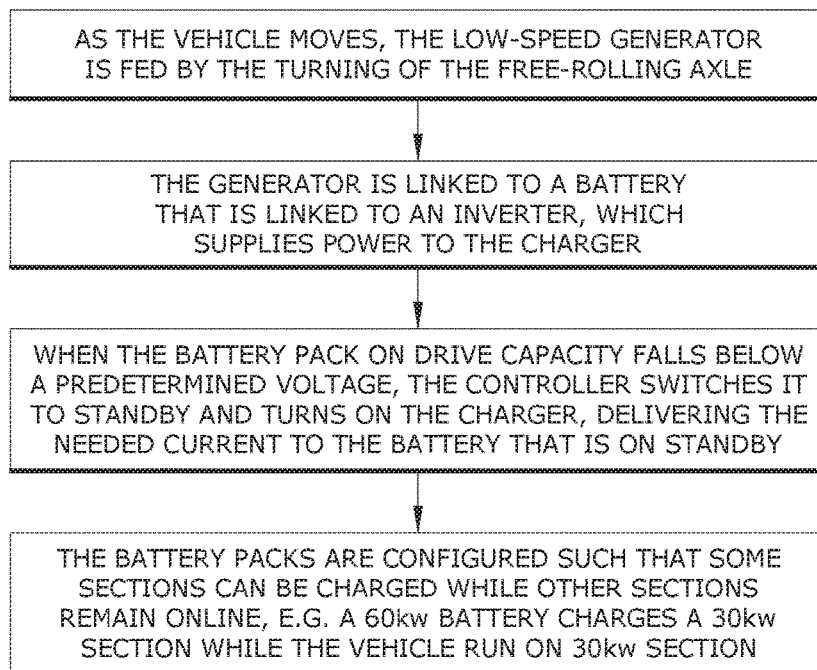 AS THE VEHICLE MOVES, THE LOW-SPEED GENERATOR
IS FED BY THE TURNING OF THE FREE-ROLLING AXLE
THE GENERATOR IS LINKED TO A BATTERY
THAT IS LINKED TO AN INVERTER, WHICH
SUPPLIES POWER TO THE CHARGER
WHEN THE BATTERY PACK ON DRIVE CAPACITY FALLS BELOW
A PREDETERMINED VOLTAGE, THE CONTROLLER SWITCHES IT
TO STANDBY AND TURNS ON THE CHARGER, DELIVERING THE
NEEDED CURRENT TO THE BATTERY THAT IS ON STANDBY
THE BATTERY PACKS ARE CONFIGURED SUCH THAT SOME
SECTIONS CAN BE CHARGED WHILE OTHER SECTIONS
REMAIN ONLINE, E.G. A 60kw BATTERY CHARGES A 30kw
SECTION WHILE THE VEHICLE RUN ON 30kw SECTION